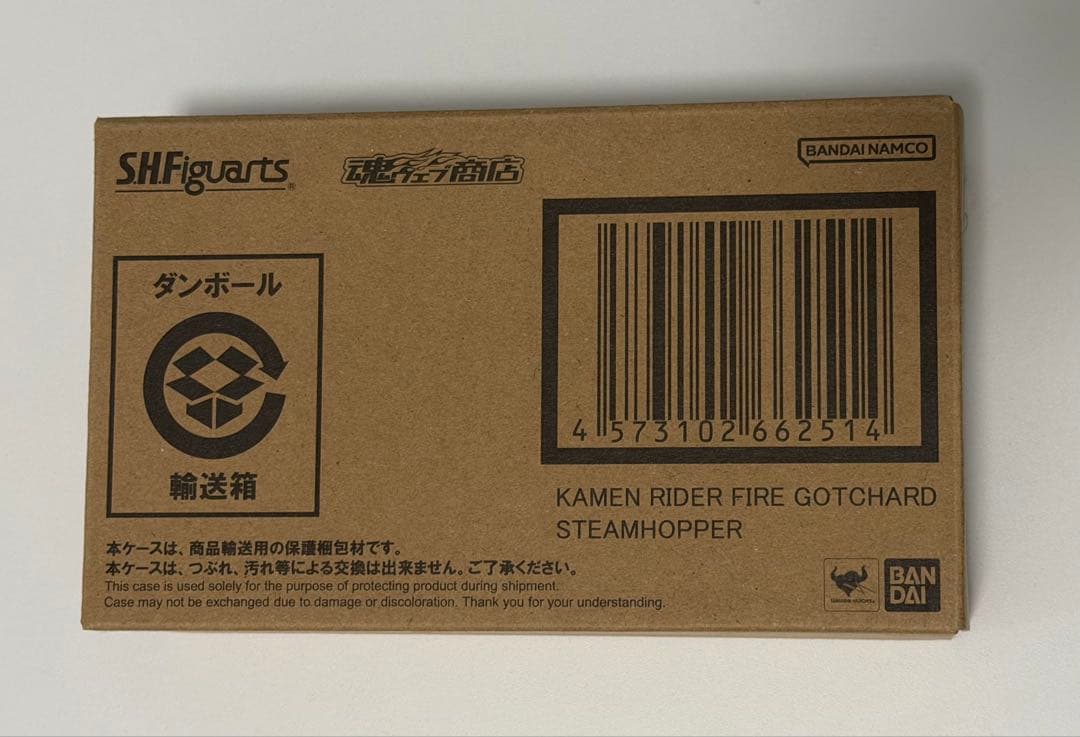 S.H.Figuarts®
魂ウェブ商店
BANDAI NAMCO
ダンボール
輸送箱
4 573102 662514
KAMEN RIDER FIRE GOTCHARD
STEAMHOPPER
本ケースは、商品輸送用の保護梱包材です。
本ケースは、つぶれ、汚れ等による交換は出来ません。ご了承ください。
This case is used solely for the purpose of protecting product during shipment.
Case may not be exchanged due to damage or discoloration. Thank you for your understanding.
BAN
DAI